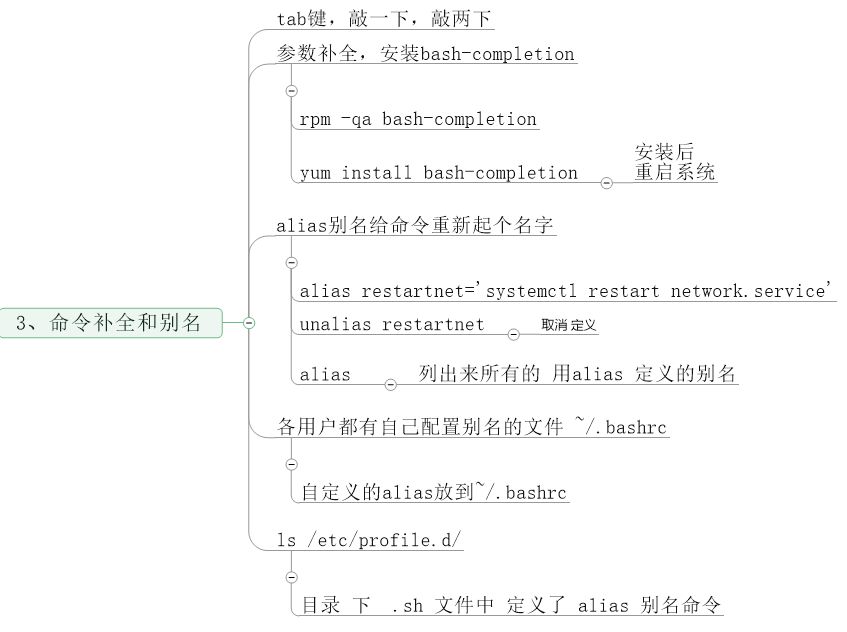 tab键，敲一下，敲两下
参数补全，安装bash-completion
rpm -qa bash-completion
yum install bash-completion
安装后
重启系统
alias别名给命令重新起个名字
alias restartnet='systemctl restart network.service'
3、命令补全和别名
unalias restartnet
取消 定义
alias
列出来所有的 用alias 定义的别名
各用户都有自己配置别名的文件 ~/.bashrc
自定义的alias放到~/.bashrc
ls /etc/profile.d/
目录 下 .sh 文件中 定义了 alias 别名命令